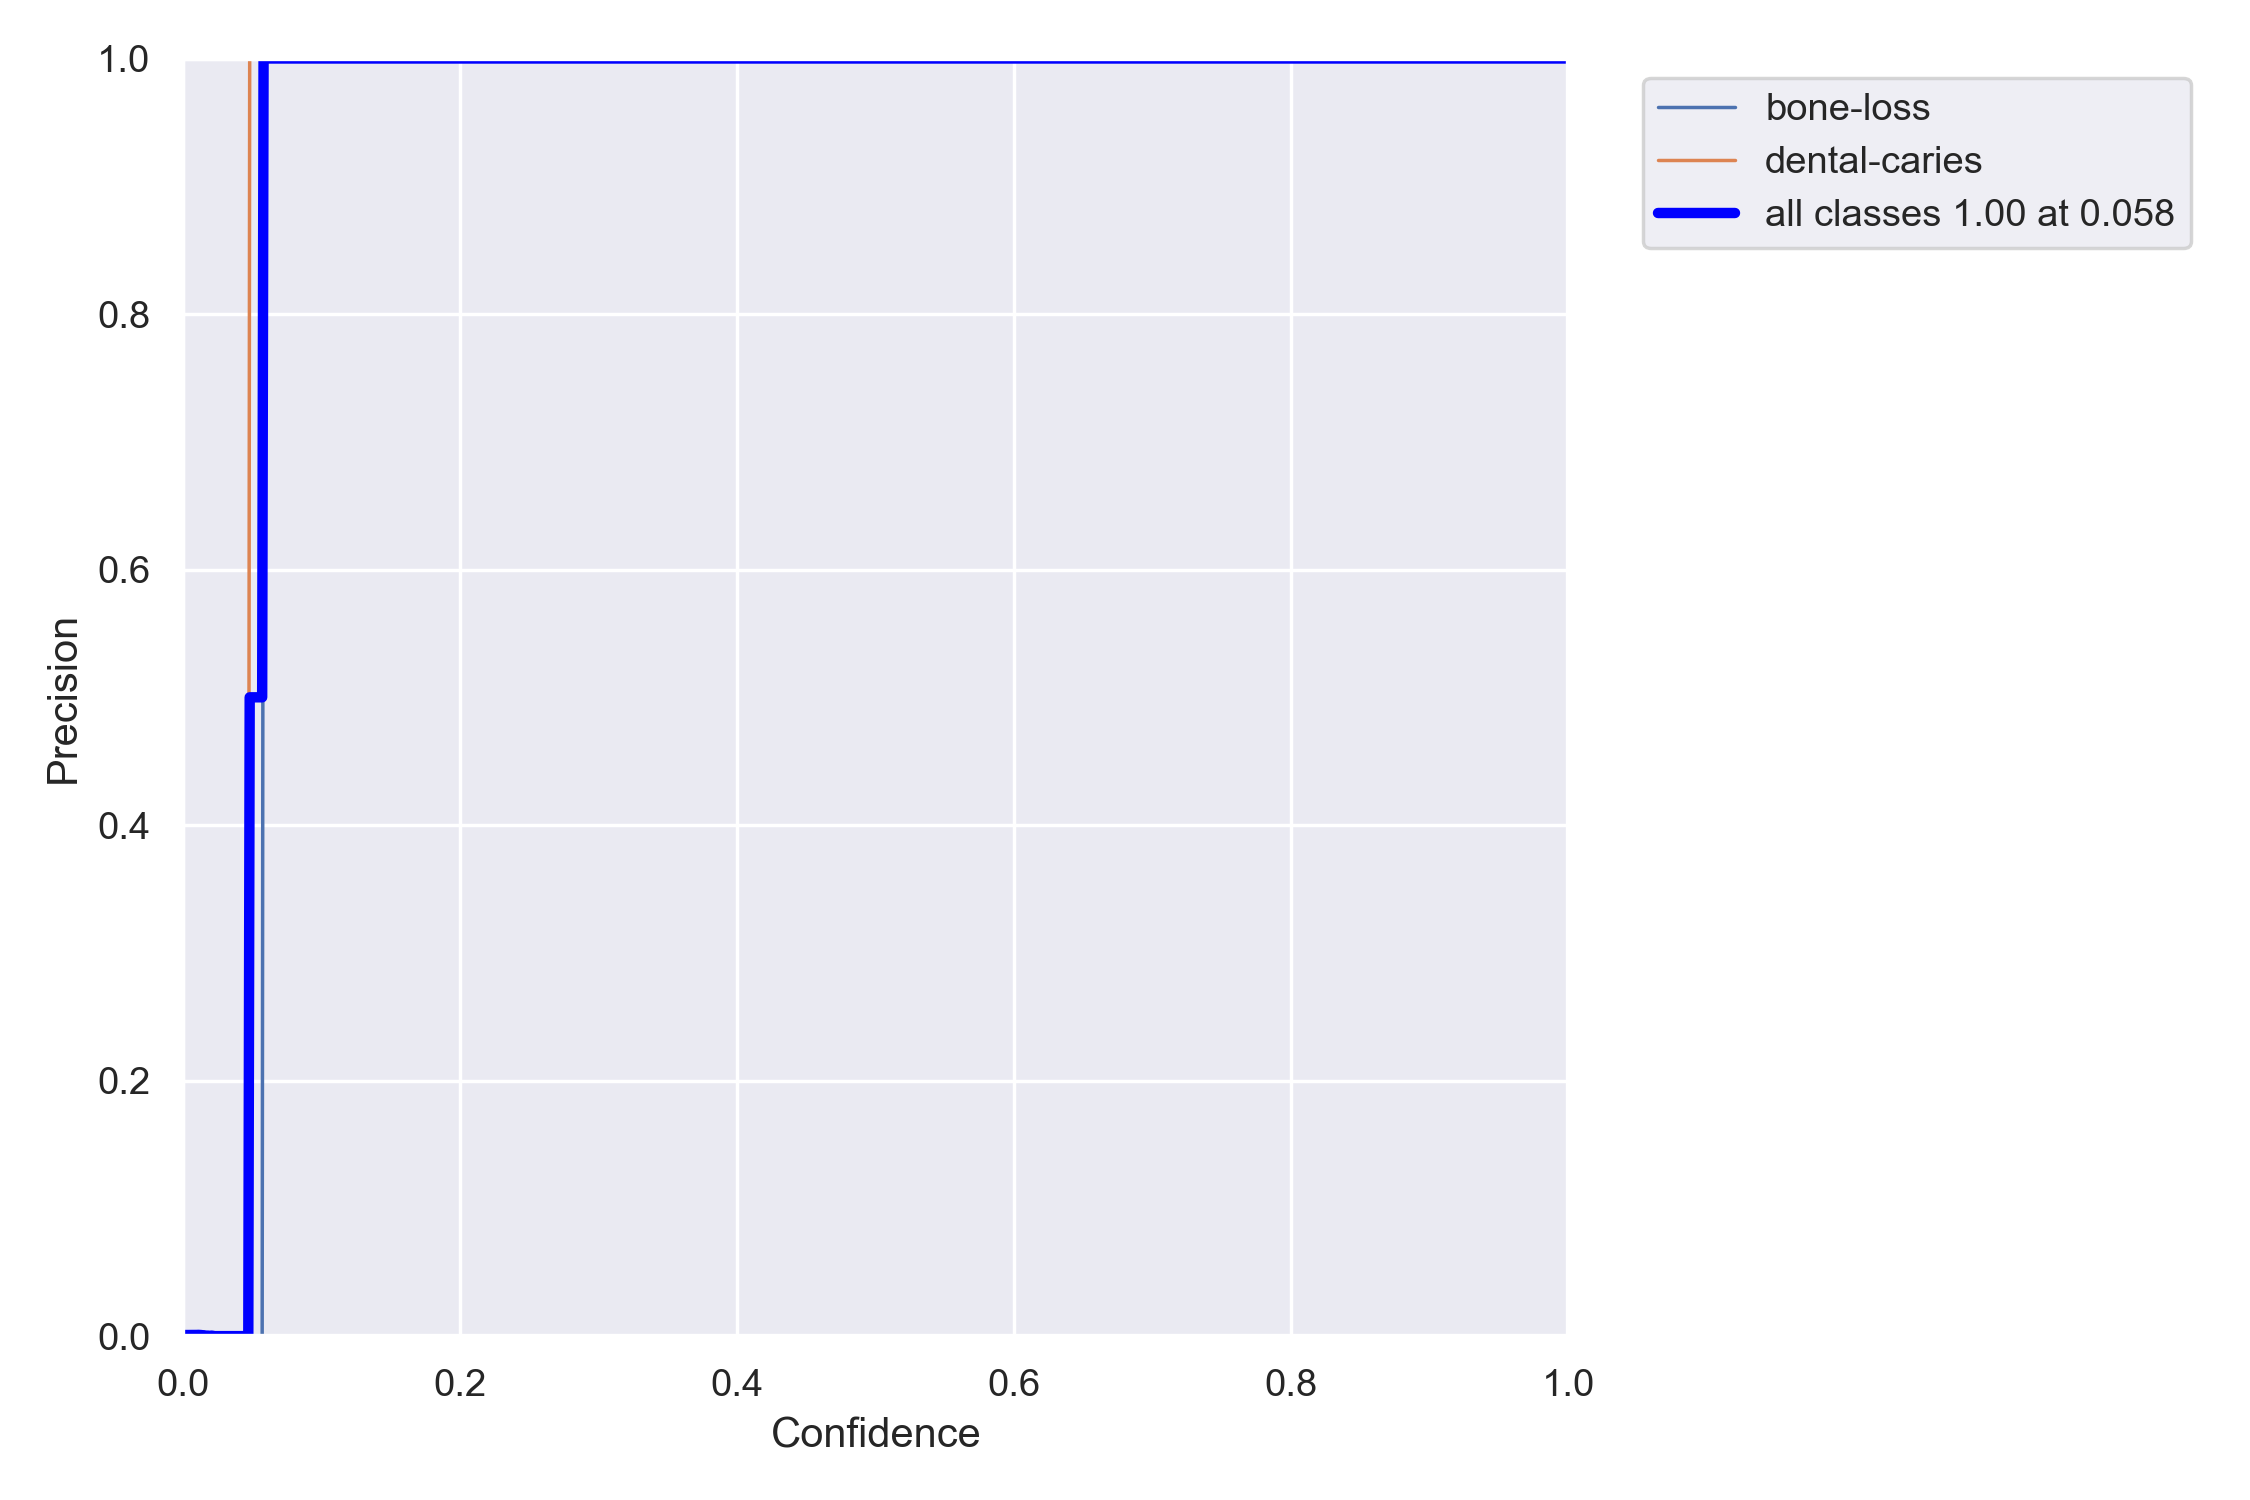 1.0
0.8
0.6
0.4
0.2
0.0
Precision
0.0 0.2 0.4 0.6 0.8 1.0
Confidence
bone-loss
dental-caries
all classes 1.00 at 0.058